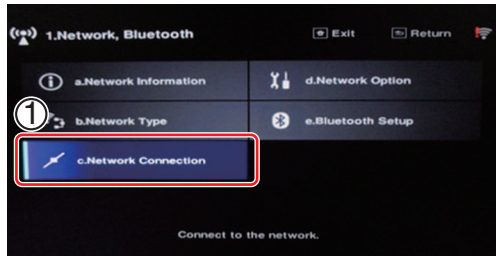 1.Network, Bluetooth Exit Return
a.Network Information d.Network Option
1
b.Network Type e.Bluetooth Setup
c.Network Connection
Connect to the network.